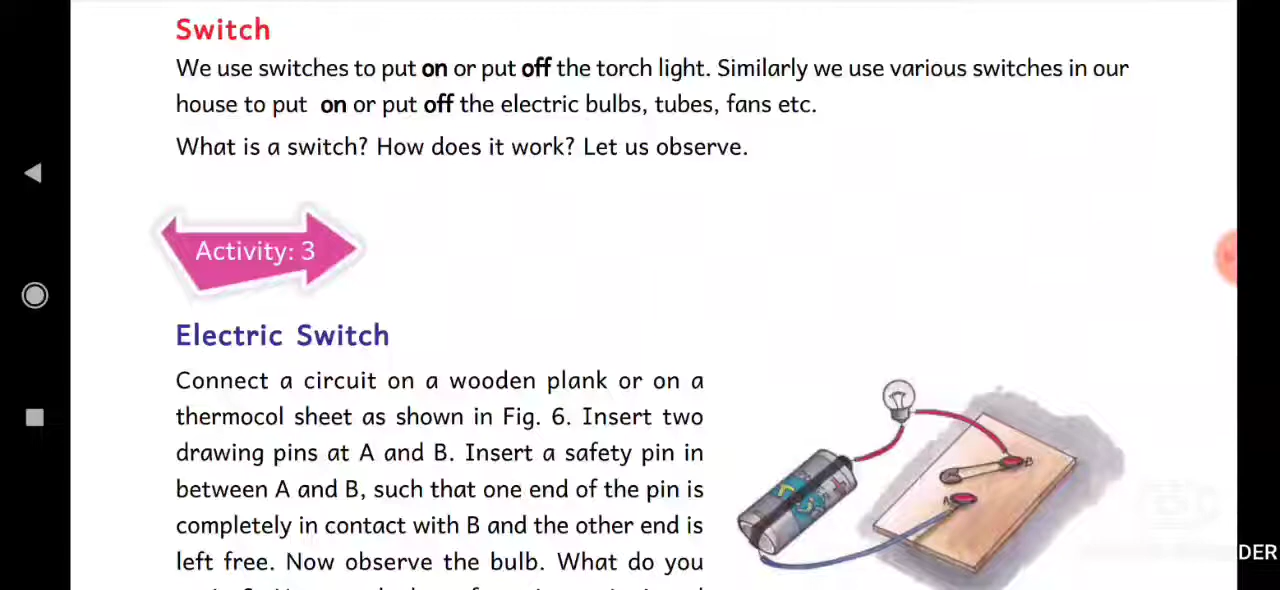 Switch
We use switches to put on or put off the torch light. Similarly we use various switches in our
house to put on or put off the electric bulbs, tubes, fans etc.
What is a switch? How does it work? Let us observe.
Activity: 3
Electric Switch
Connect a circuit on a wooden plank or on a
thermocol sheet as shown in Fig. 6. Insert two
drawing pins at A and B. Insert a safety pin in
between A and B, such that one end of the pin is
completely in contact with B and the other end is
left free. Now observe the bulb. What do you
DER